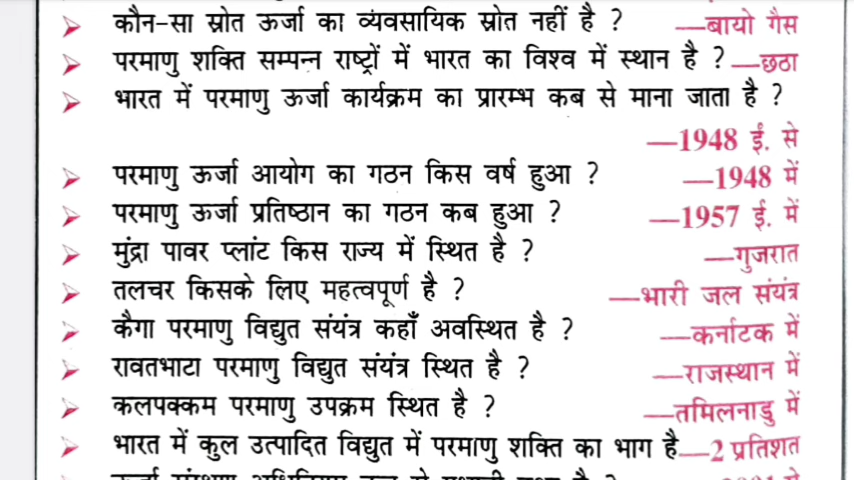 कौन-सा स्रोत ऊर्जा का व्यवसायिक स्रोत नहीं है ? —बायो गैस
परमाणु शक्ति सम्पन्न राष्ट्रों में भारत का विश्व में स्थान है ? —छठा
भारत में परमाणु ऊर्जा कार्यक्रम का प्रारम्भ कब से माना जाता है ?
—1948 ई. से
परमाणु ऊर्जा आयोग का गठन किस वर्ष हुआ ? —1948 में
परमाणु ऊर्जा प्रतिष्ठान का गठन कब हुआ ? —1957 ई. में
मुंद्रा पावर प्लांट किस राज्य में स्थित है ? —गुजरात
तलचर किसके लिए महत्वपूर्ण है ? —भारी जल संयंत्र
कैगा परमाणु विद्युत संयंत्र कहाँ अवस्थित है ? —कर्नाटक में
रावतभाटा परमाणु विद्युत संयंत्र स्थित है ? —राजस्थान में
कलपक्कम परमाणु उपक्रम स्थित है ? —तमिलनाडु में
भारत में कुल उत्पादित विद्युत में परमाणु शक्ति का भाग है —2 प्रतिशत